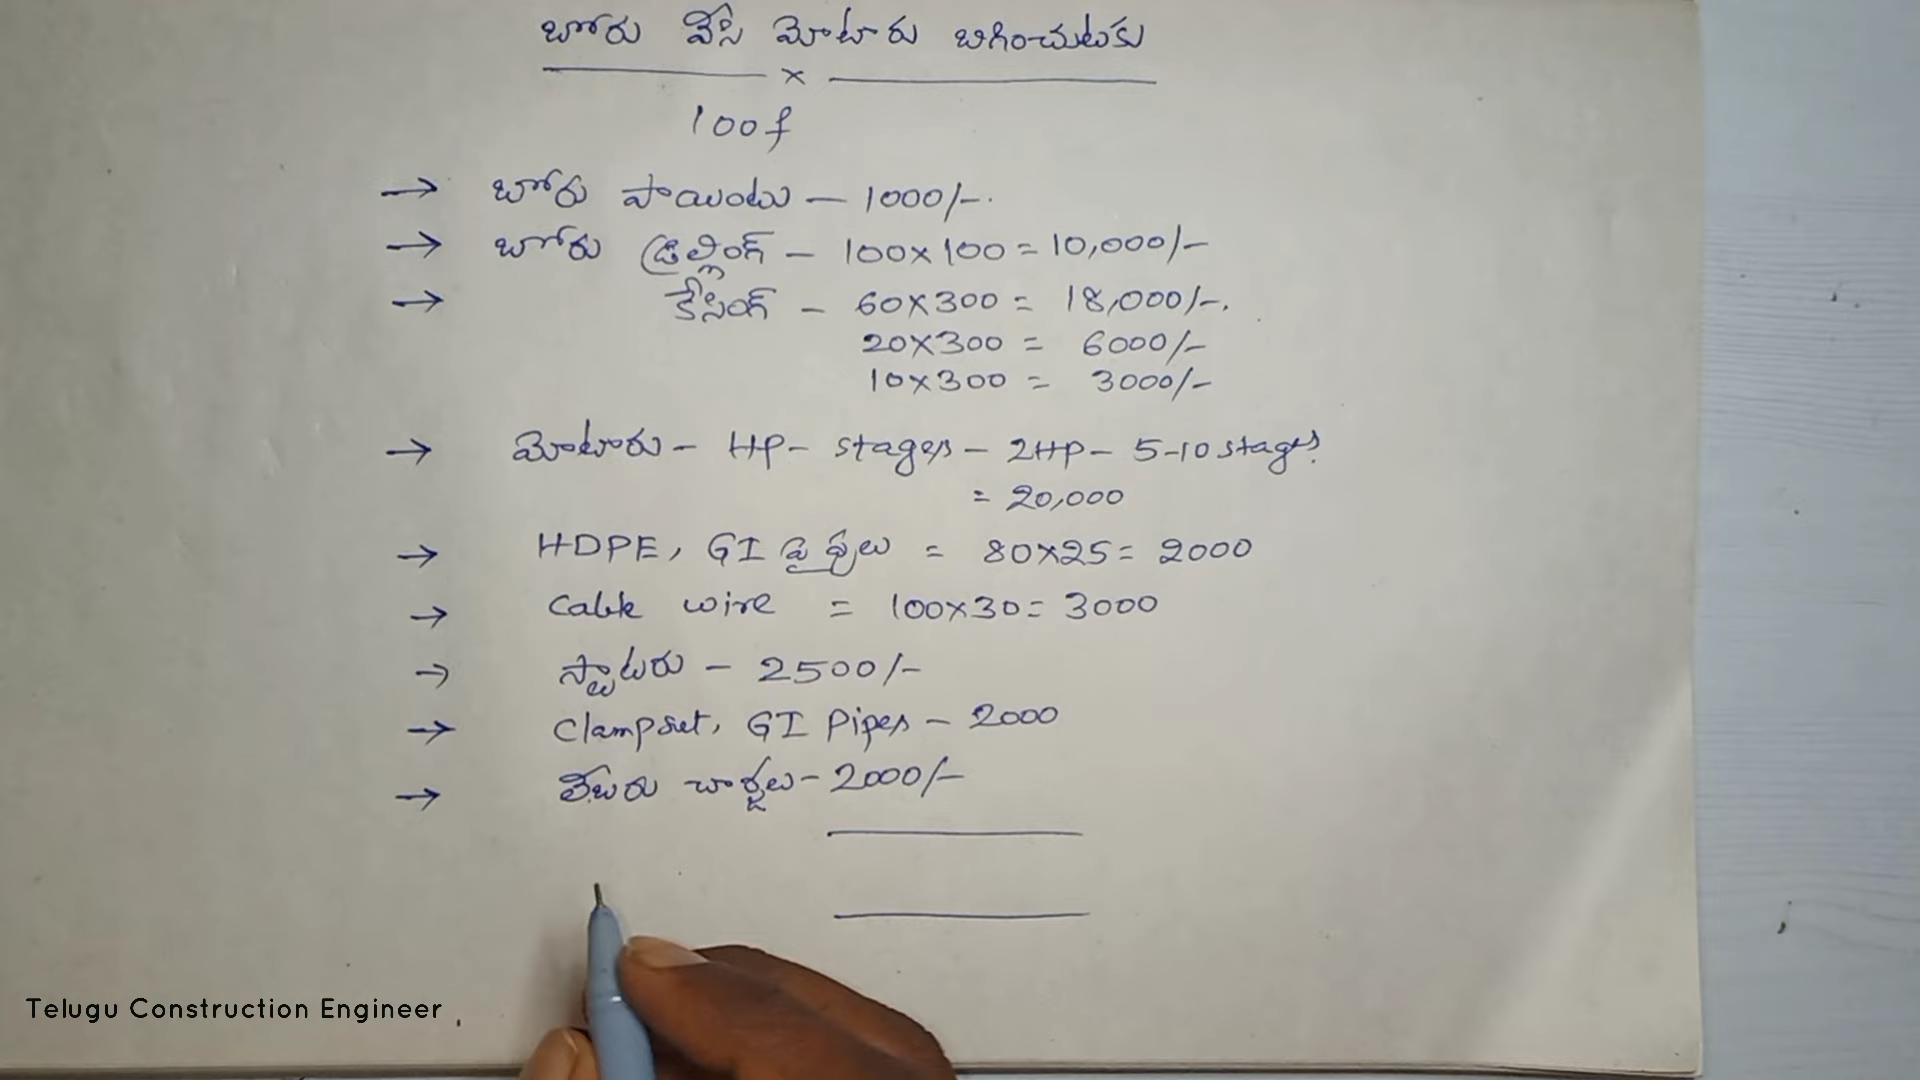 బోరు వేసి మోటారు బిగించుటకు
x
100f
→ బోరు పాయింటు — 1000/-.
→ బోరు డ్రిల్లింగ్ - 100x100 = 10,000/-
→ కేసింగ్ - 60x300 = 18,000/-.
20x300 = 6000/-
10x300 = 3000/-
→ మోటారు - HP - stages - 2HP - 5-10 stages.
= 20,000
→ HDPE, GI పైపులు = 80x25 = 2000
→ Cable wire = 100x30 = 3000
→ స్టాటరు - 2500/-
→ Clampset, GI Pipes - 2000
→ లేబరు చార్జీలు - 2000/-
Telugu Construction Engineer